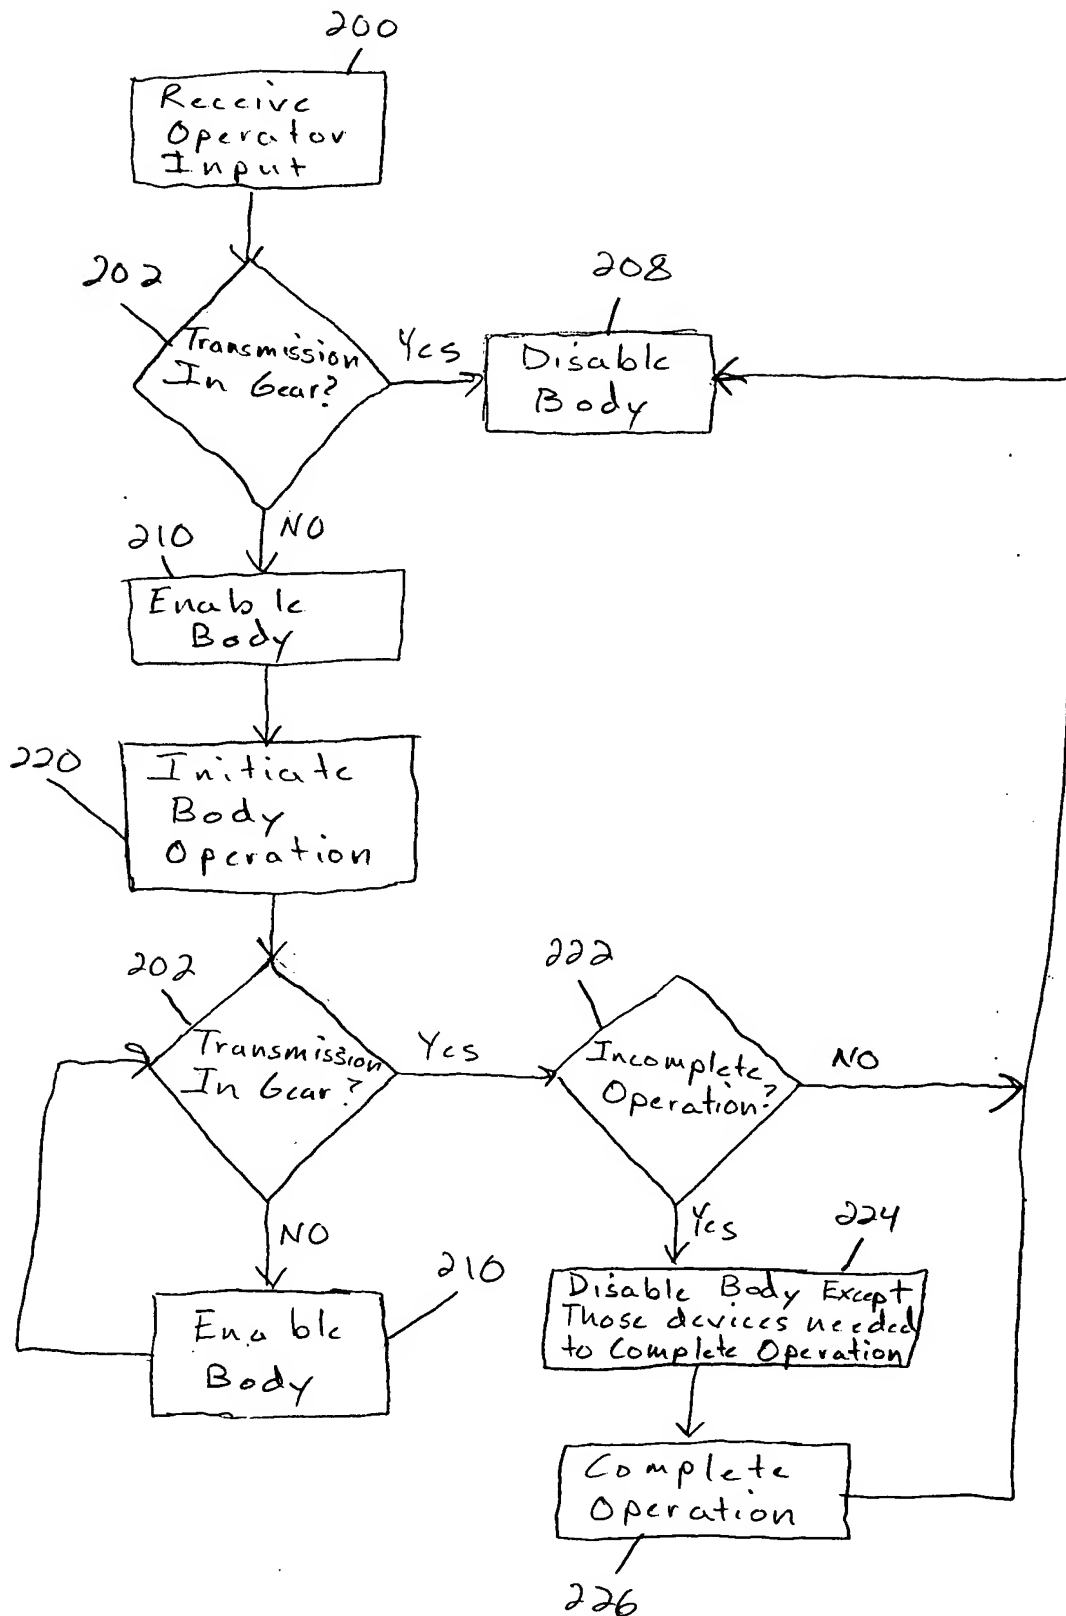 200
Receive
Operator
Input
202
Transmission
In Gear?
Yes
208
Disable
Body
NO
210
Enable
Body
220
Initiate
Body
Operation
202
Transmission
In Gear?
Yes
222
Incomplete
Operation?
NO
NO
210
Enable
Body
Yes
224
Disable Body Except
Those devices needed
to Complete Operation
Complete
Operation
226